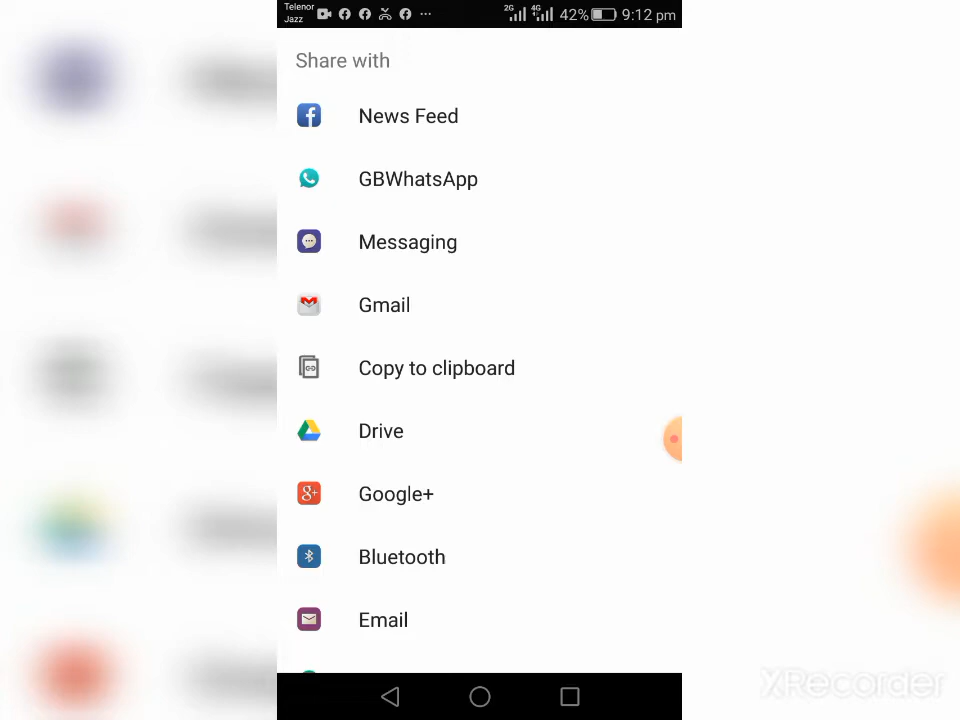 Telenor
Jazz
2G 4G 42% 9:12 pm
Share with
News Feed
GBWhatsApp
Messaging
Gmail
Copy to clipboard
Drive
Google+
Bluetooth
Email
XRecorder